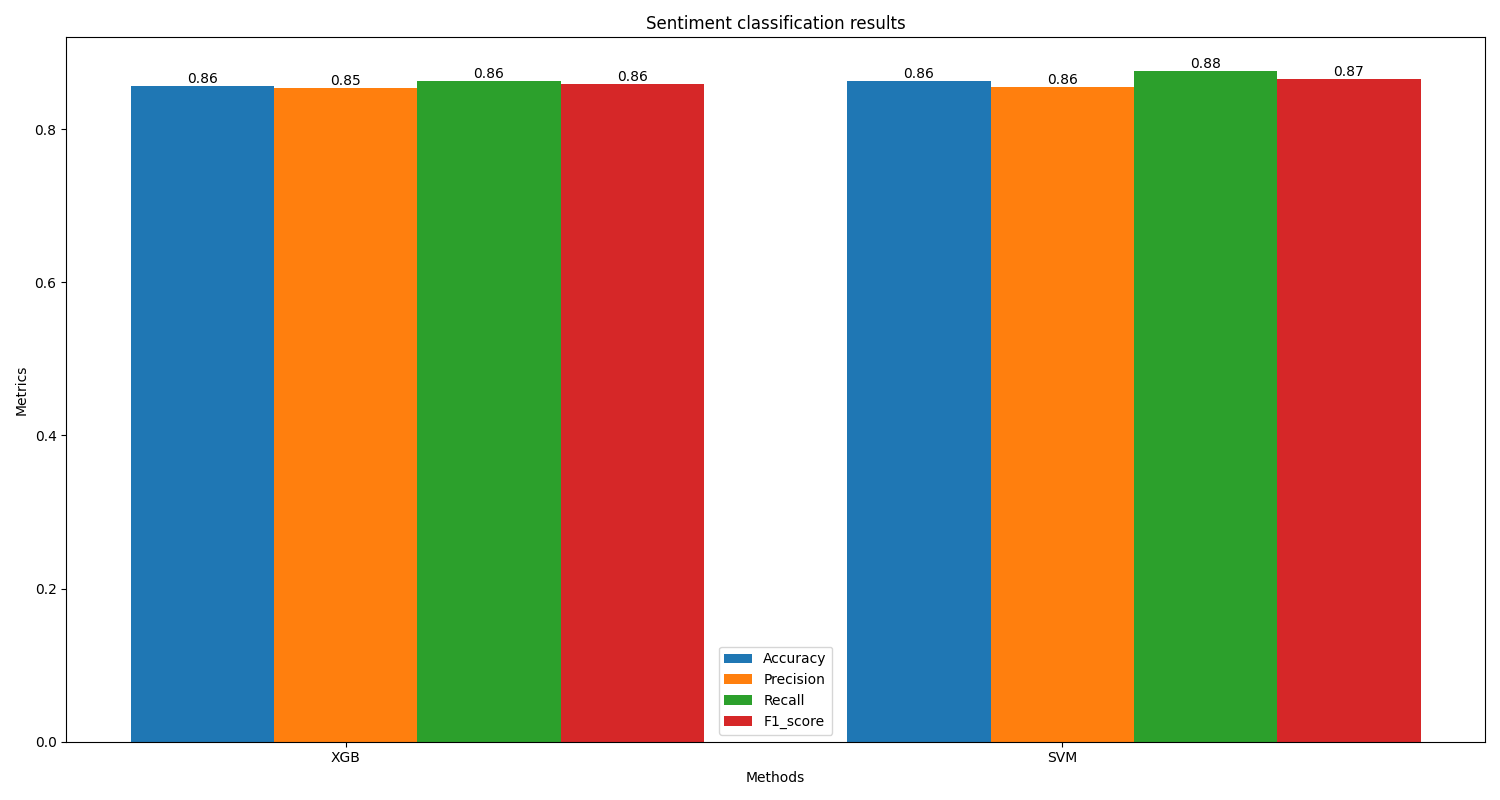 Sentiment classification results
0.86
0.85
0.86
0.86
0.86
0.86
0.88
0.87
0.8
0.6
0.4
0.2
0.0
Metrics
Accuracy
Precision
Recall
F1_score
XGB
SVM
Methods